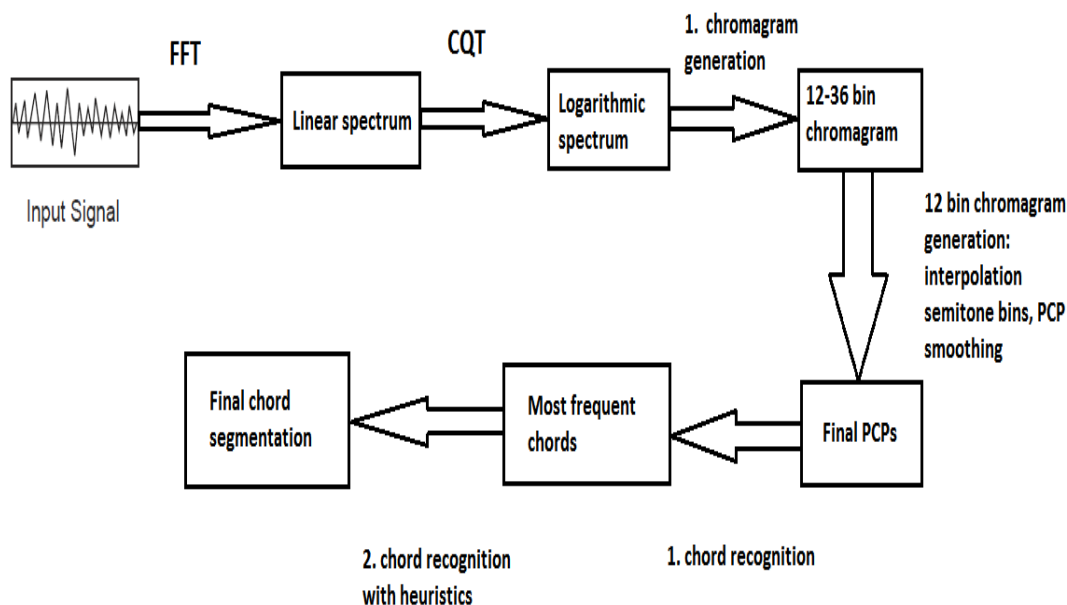 FFT
CQT
1. chromagram
generation
Input Signal
Linear spectrum
Logarithmic
spectrum
12-36 bin
chromagram
12 bin chromagram
generation:
interpolation
semitone bins, PCP
smoothing
Final PCPs
Most frequent
chords
Final chord
segmentation
1. chord recognition
2. chord recognition
with heuristics